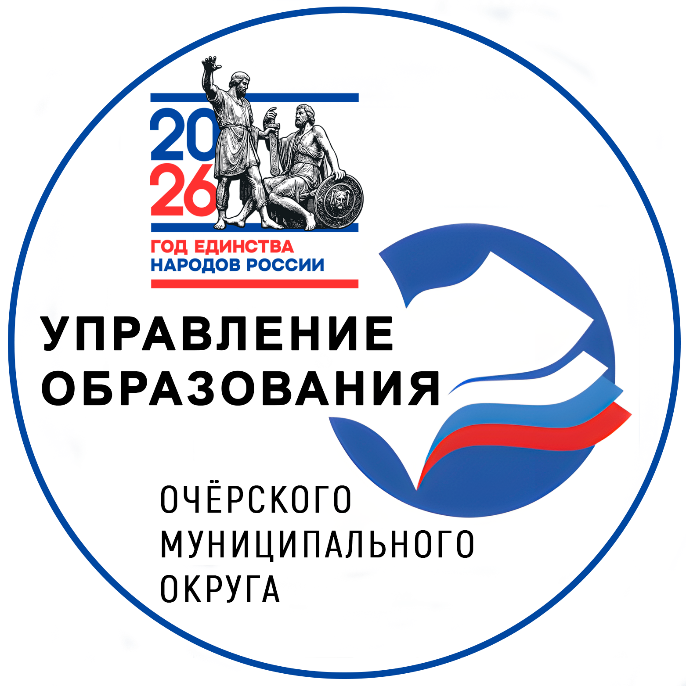 20
26
ГОД ЕДИНСТВА
НАРОДОВ РОССИИ
УПРАВЛЕНИЕ
ОБРАЗОВАНИЯ
ОЧЁРСКОГО
МУНИЦИПАЛЬНОГО
ОКРУГА